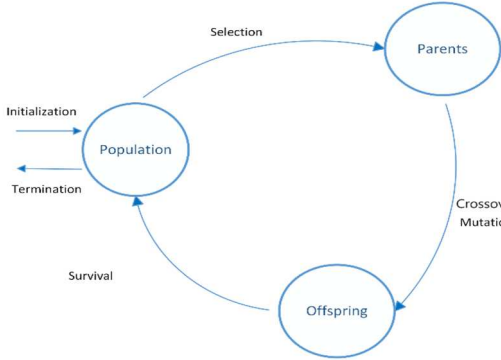 Selection
Parents
Initialization
Population
Termination
Crossov
Mutatio
Survival
Offspring